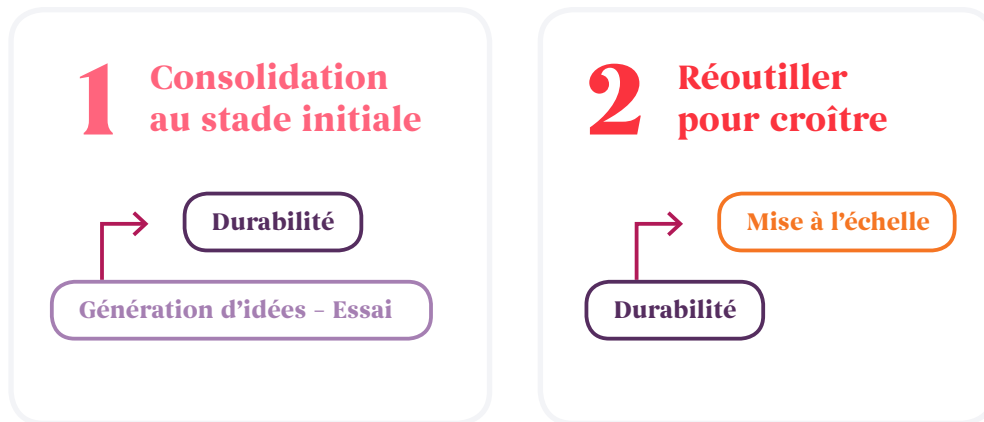 1
Consolidation
au stade initiale
Durabilité
Génération d’idées – Essai
2
Réoutiller
pour croître
Mise à l’échelle
Durabilité